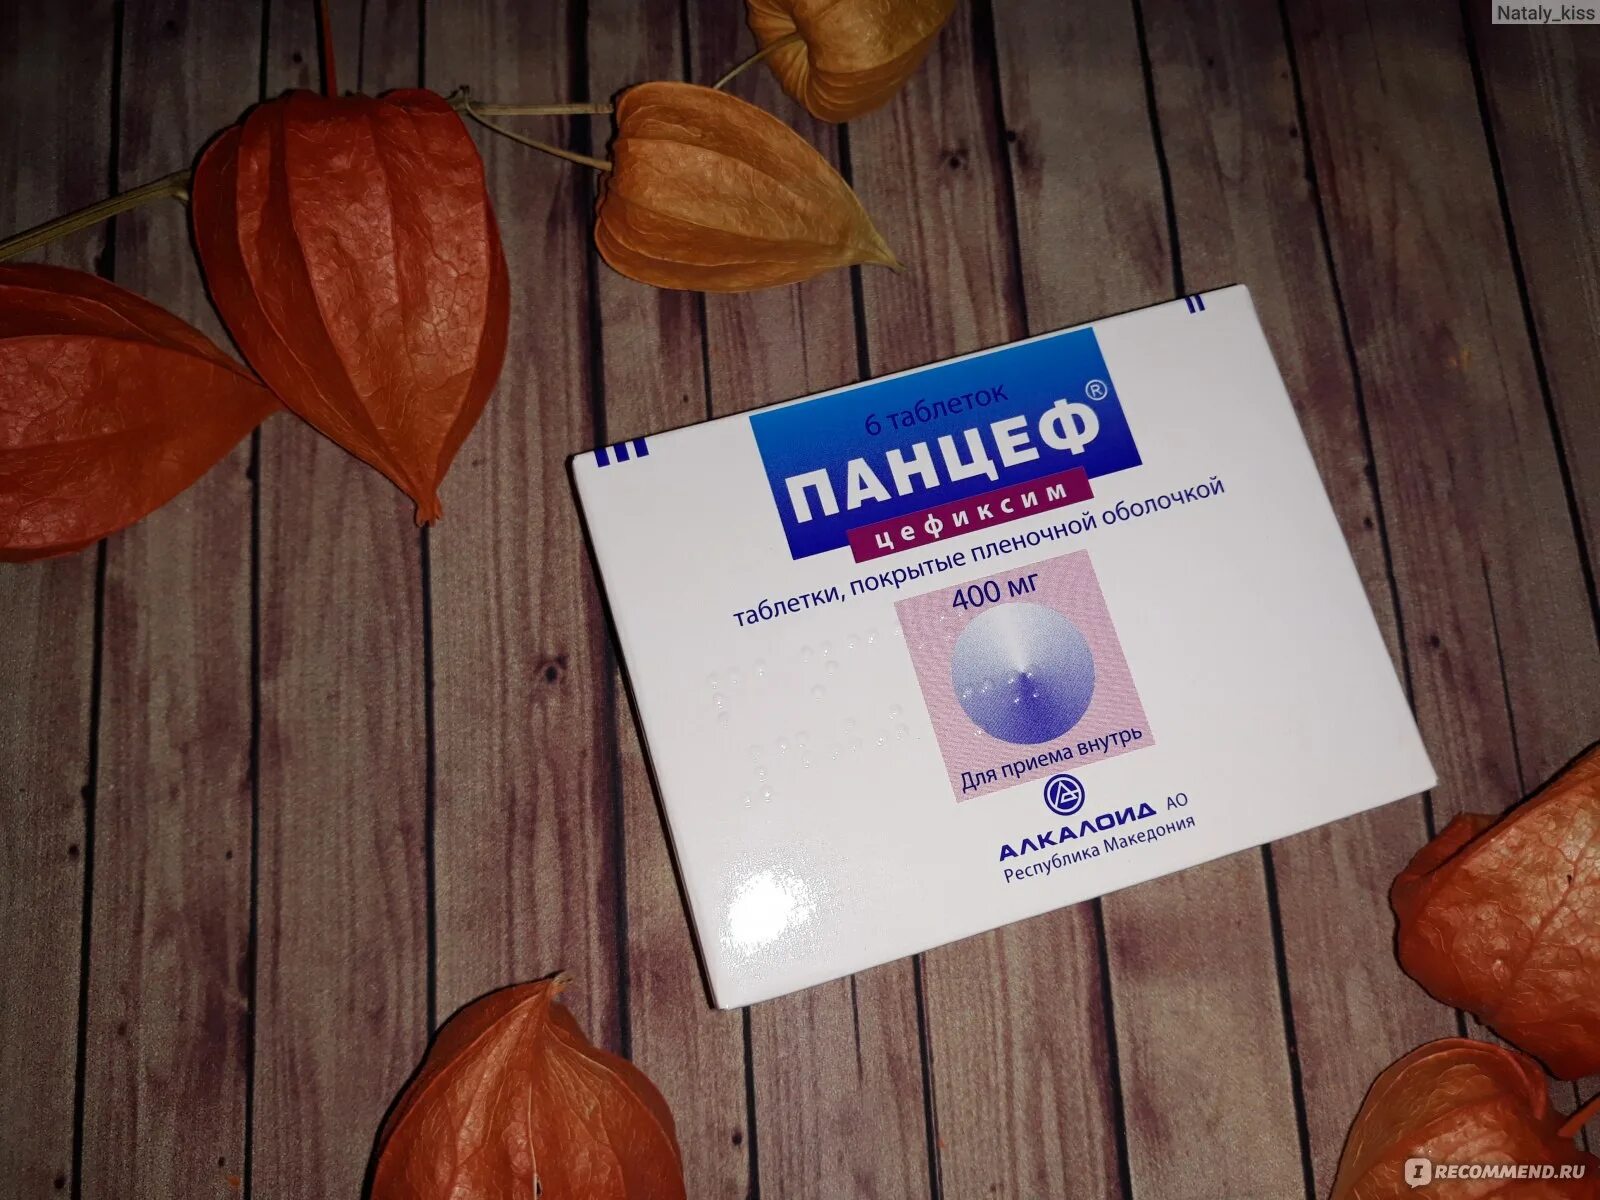 Nataly_kiss
6 таблеток
ПАНЦЕФ®
цефиксим
таблетки, покрытые пленочной оболочкой
400 мг
Для приема внутрь
АЛКАЛОИД АО
Республика Македония
IRECOMMEND.RU